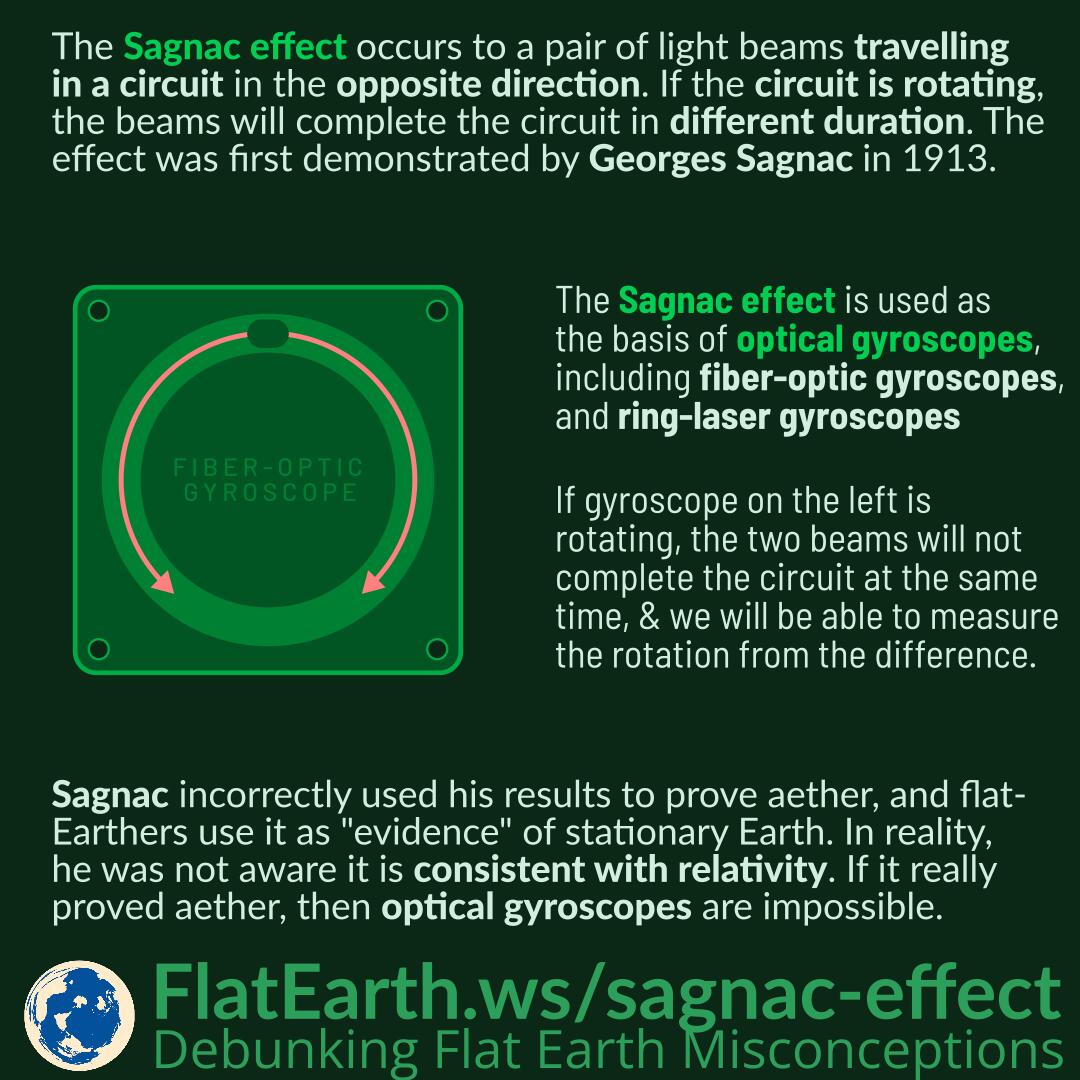 The Sagnac effect occurs to a pair of light beams travelling
in a circuit in the opposite direction. If the circuit is rotating,
the beams will complete the circuit in different duration. The
effect was first demonstrated by Georges Sagnac in 1913.
FIBER-OPTIC
GYROSCOPE
The Sagnac effect is used as
the basis of optical gyroscopes,
including fiber-optic gyroscopes,
and ring-laser gyroscopes
If gyroscope on the left is
rotating, the two beams will not
complete the circuit at the same
time, & we will be able to measure
the rotation from the difference.
Sagnac incorrectly used his results to prove aether, and flat-
Earthers use it as "evidence" of stationary Earth. In reality,
he was not aware it is consistent with relativity. If it really
proved aether, then optical gyroscopes are impossible.
FlatEarth.ws/sagnac-effect
Debunking Flat Earth Misconceptions